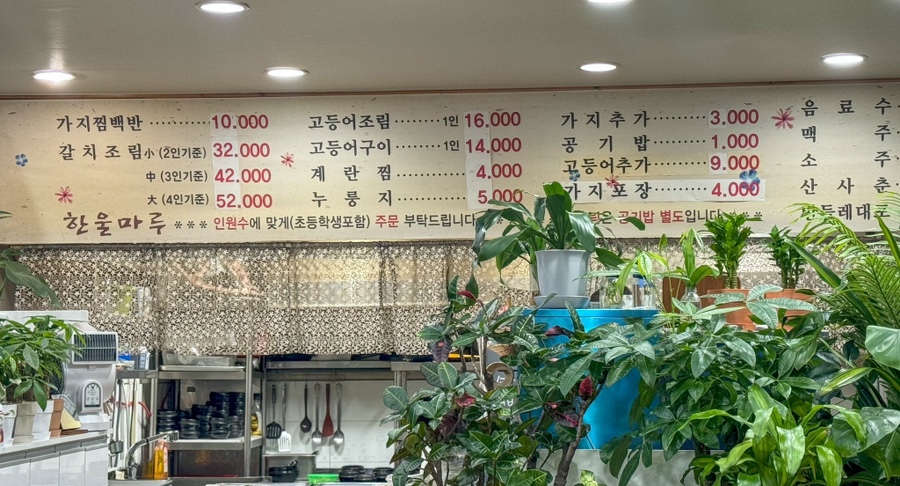 가지찜백반 10.000
갈치조림 小 (2인기준) 32.000
中 (3인기준) 42.000
大 (4인기준) 52.000
고등어조림 1인 16.000
고등어구이 1인 14.000
계란찜 4.000
누룽지 5.000
가지추가 3.000
공기밥 1.000
고등어추가 9.000
가지포장 4.000
음료수
맥주
소주
산사춘
한울마루 *** 인원수에 맞게(초등학생포함) 주문 부탁드립니다 공기밥 별도입니다